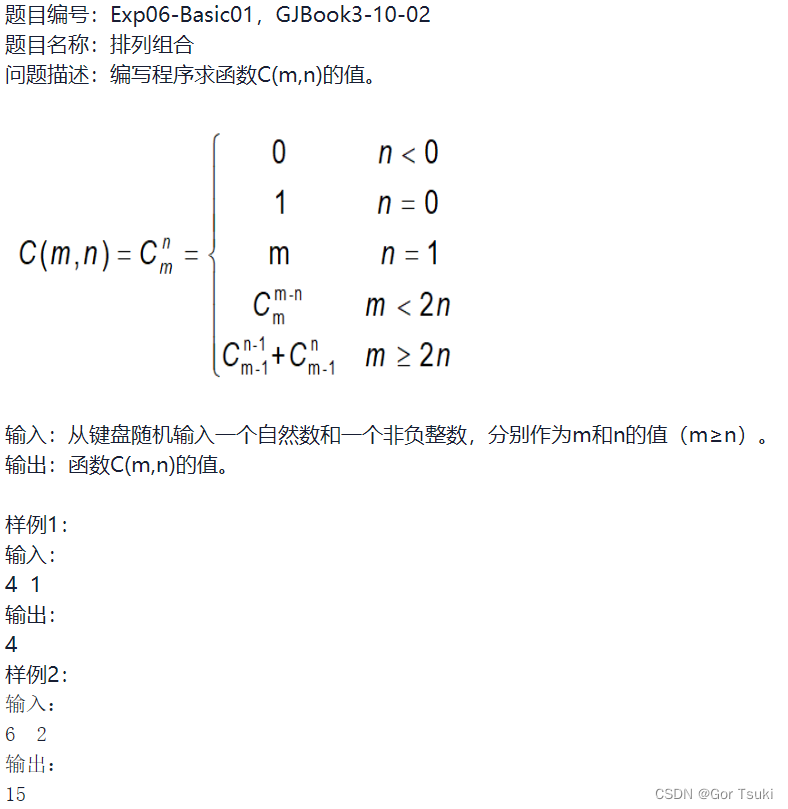 题目编号：Exp06-Basic01，GJBook3-10-02
题目名称：排列组合
问题描述：编写程序求函数C(m,n)的值。
0 n < 0
1 n = 0
C(m,n) = C_m^n = { m n = 1
C_m^{m-n} m < 2n
C_{m-1}^{n-1}+C_{m-1}^n m ≥ 2n
输入：从键盘随机输入一个自然数和一个非负整数，分别作为m和n的值（m≥n）。
输出：函数C(m,n)的值。
样例1：
输入：
4 1
输出：
4
样例2：
输入：
6 2
输出：
15
CSDN @Gor Tsuki